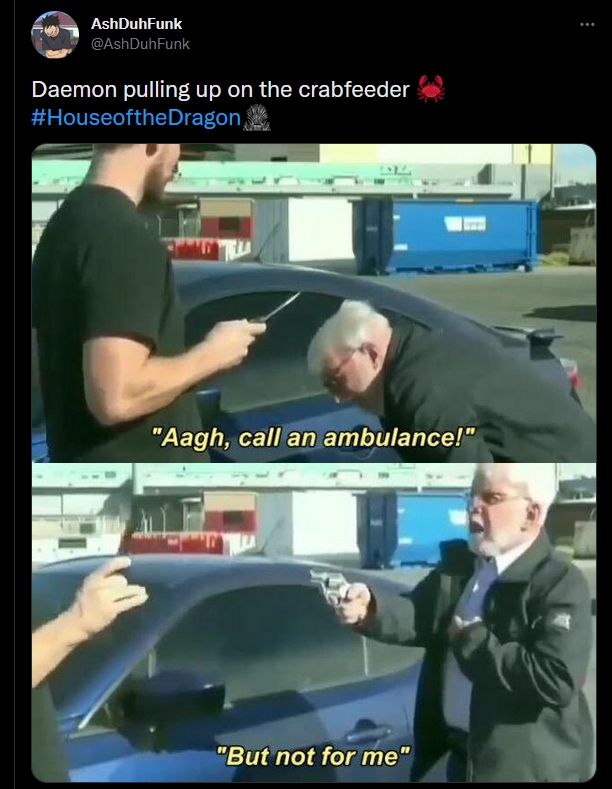 AshDuhFunk
@AshDuhFunk
Daemon pulling up on the crabfeeder 🦀
#HouseoftheDragon
"Aagh, call an ambulance!"
"But not for me"